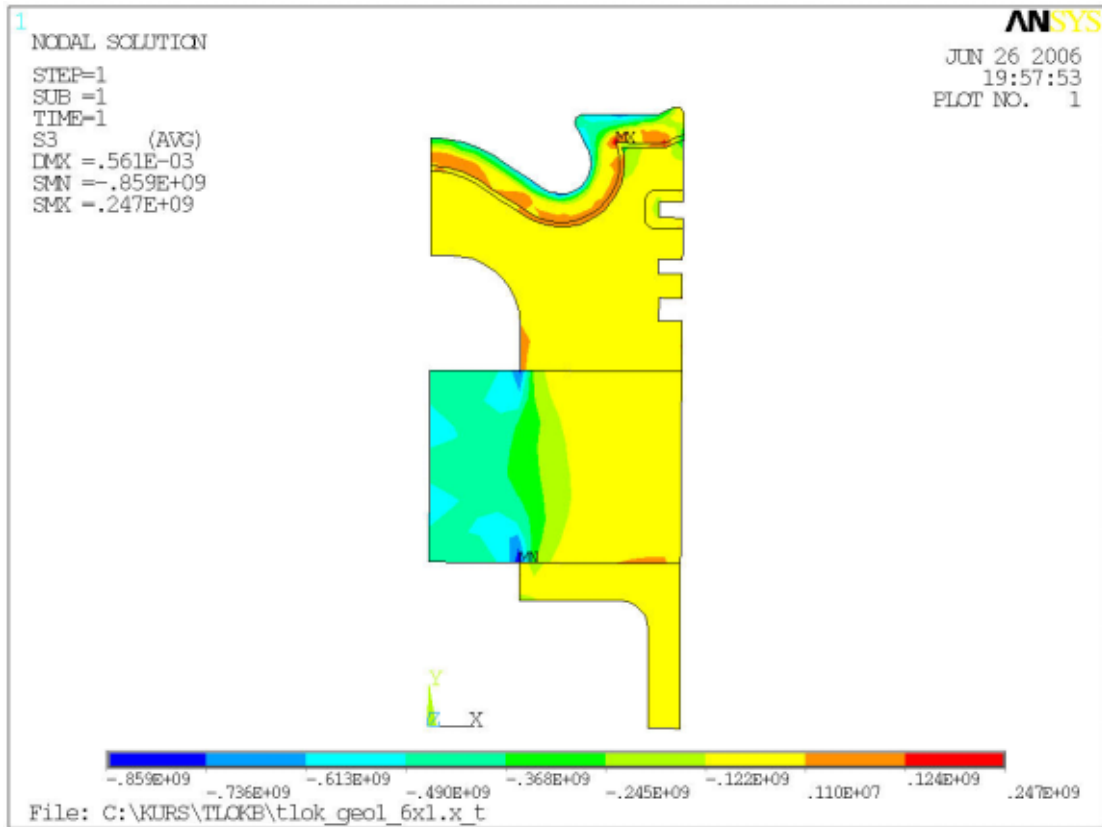 1
NODAL SOLUTION
STEP=1
SUB =1
TIME=1
S3 (AVG)
DMX =.561E-03
SMN =-.859E+09
SMX =.247E+09
ANSYS
JUN 26 2006
19:57:53
PLOT NO. 1
MX
MN
Y
Z X
-.859E+09 -.613E+09 -.368E+09 -.122E+09 .124E+09
-.736E+09 -.490E+09 -.245E+09 .110E+07 .247E+09
File: C:\KURS\TLOKB\tlok_geo1_6x1.x_t